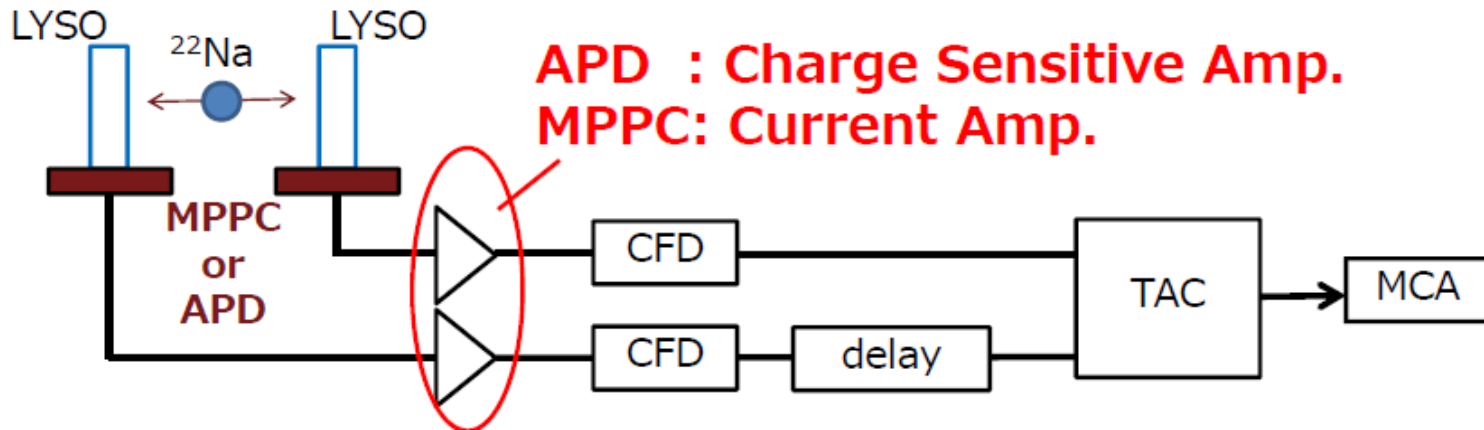 LYSO
LYSO
²²Na
APD : Charge Sensitive Amp.
MPPC: Current Amp.
MPPC
or
APD
CFD
TAC
MCA
CFD
delay